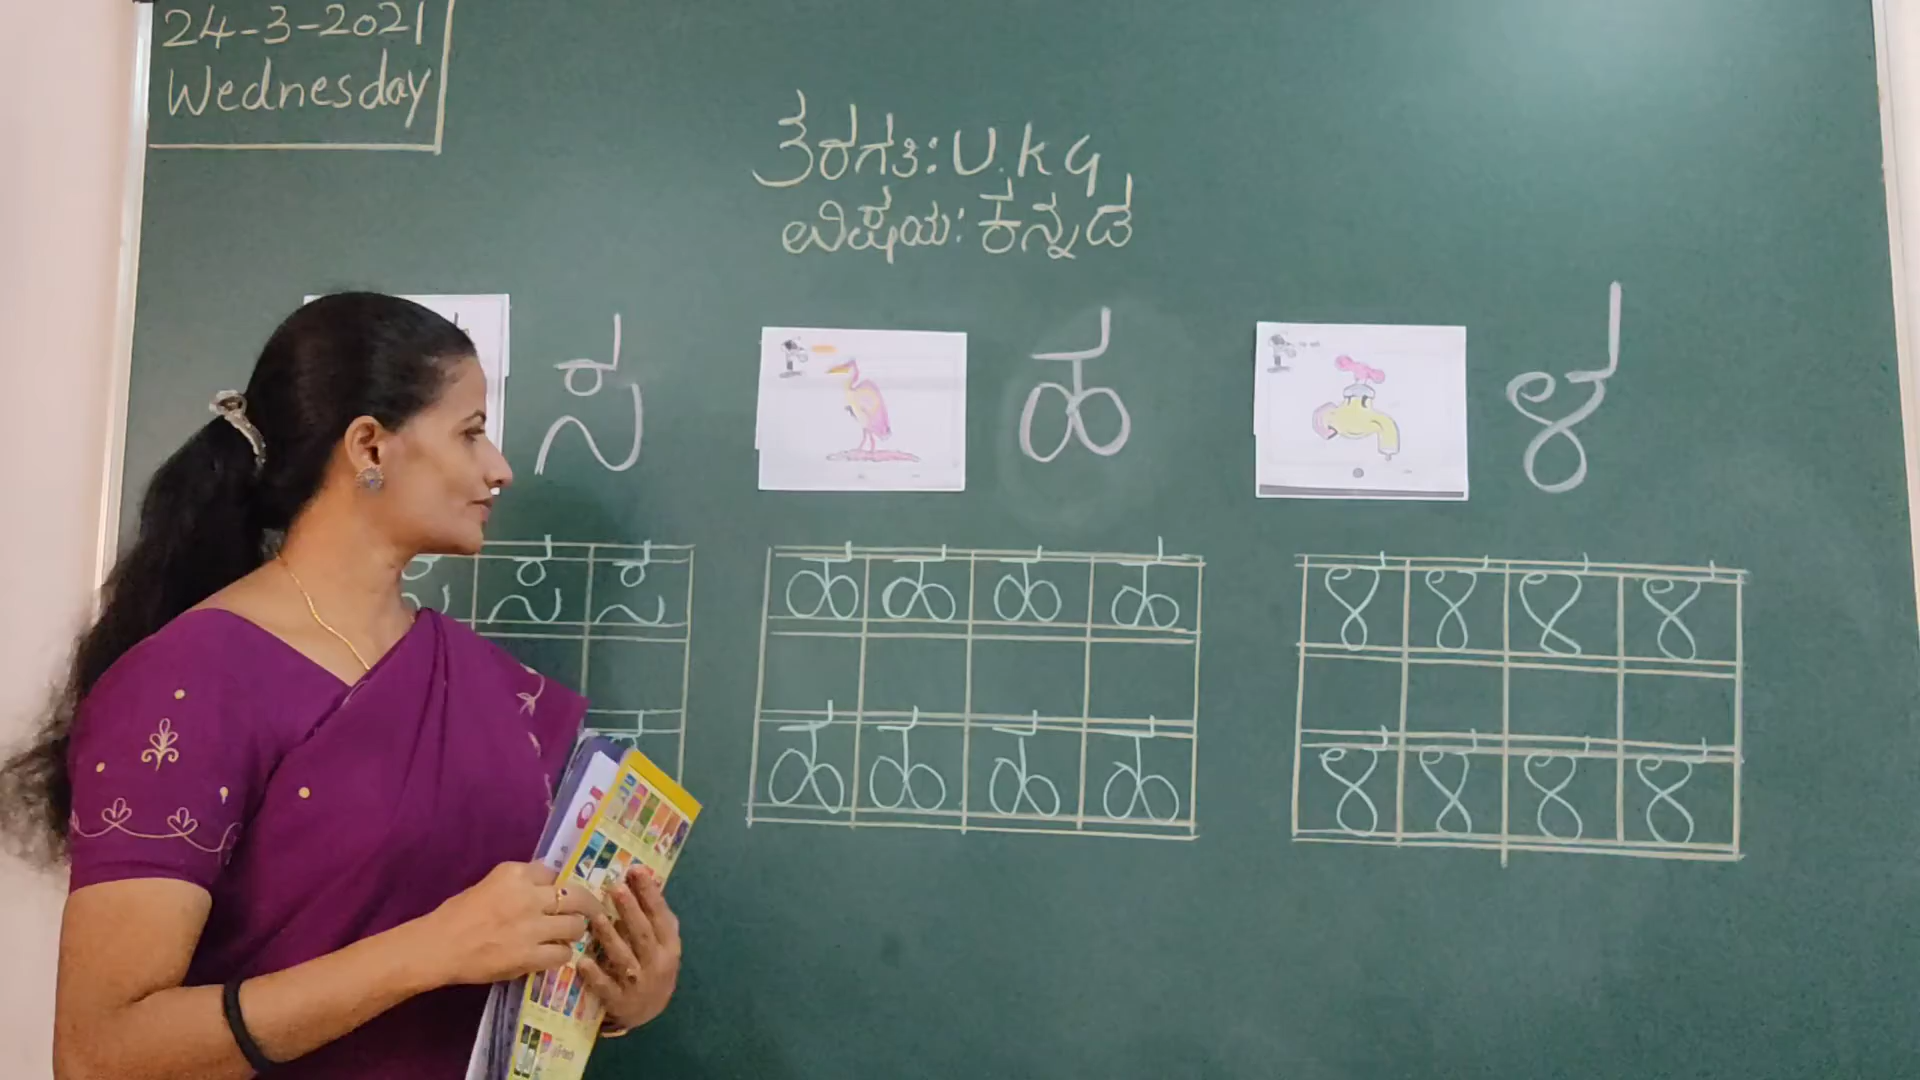 24-3-2021
Wednesday
ತರಗತಿ: U.K.G
ವಿಷಯ: ಕನ್ನಡ
ಸ ಹ ಳ
ಸ ಸ ಸ ಹ ಹ ಹ ಹ ಳ ಳ ಳ ಳ
ಹ ಹ ಹ ಹ ಳ ಳ ಳ ಳ